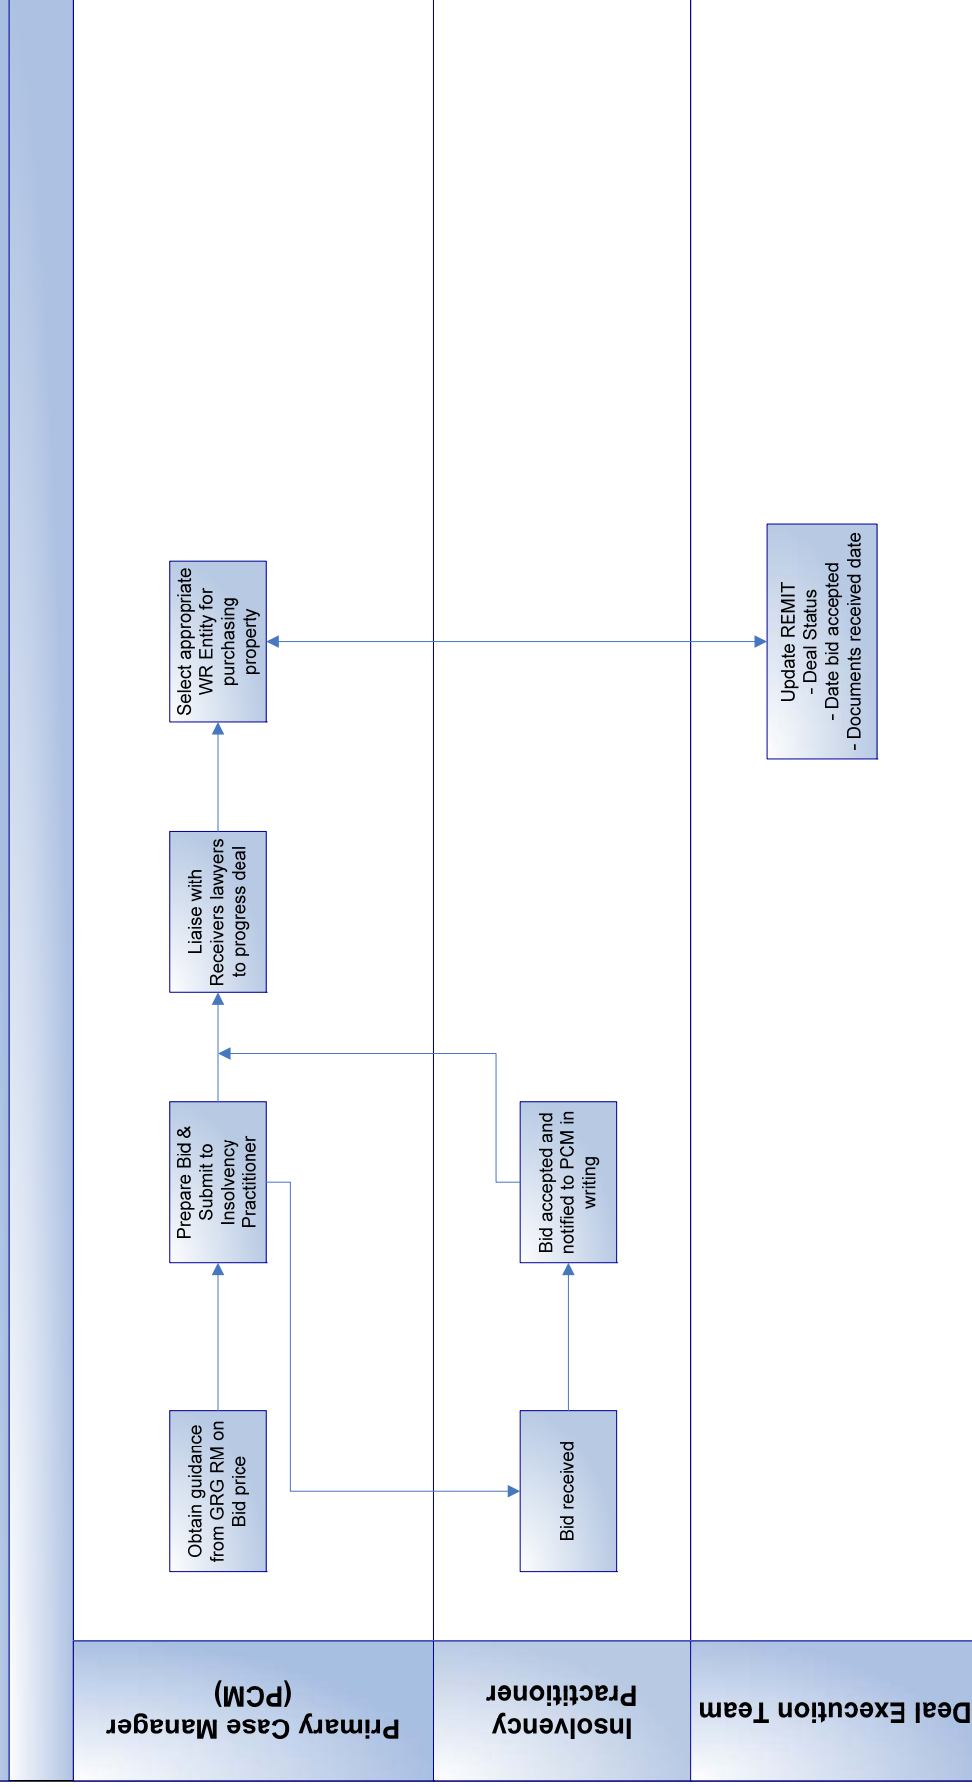 Primary Case Manager
(PCM)
Obtain guidance
from GRG RM on
Bid price
Prepare Bid &
Submit to
Insolvency
Practitioner
Liaise with
Receivers lawyers
to progress deal
Select appropriate
WR Entity for
purchasing
property
Insolvency
Practitioner
Bid received
Bid accepted and
notified to PCM in
writing
Deal Execution Team
Update REMIT
- Deal Status
- Date bid accepted
- Documents received date